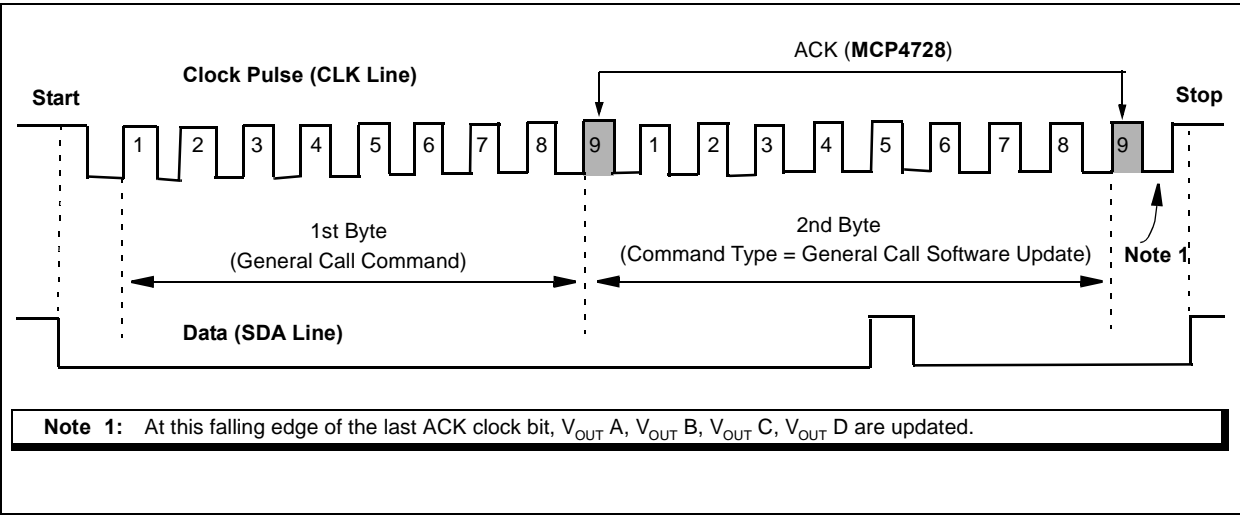 ACK (MCP4728)
Clock Pulse (CLK Line)
Start
Stop
1 2 3 4 5 6 7 8 9 1 2 3 4 5 6 7 8 9
1st Byte
(General Call Command)
2nd Byte
(Command Type = General Call Software Update)
Note 1
Data (SDA Line)
Note 1: At this falling edge of the last ACK clock bit, VOUT A, VOUT B, VOUT C, VOUT D are updated.